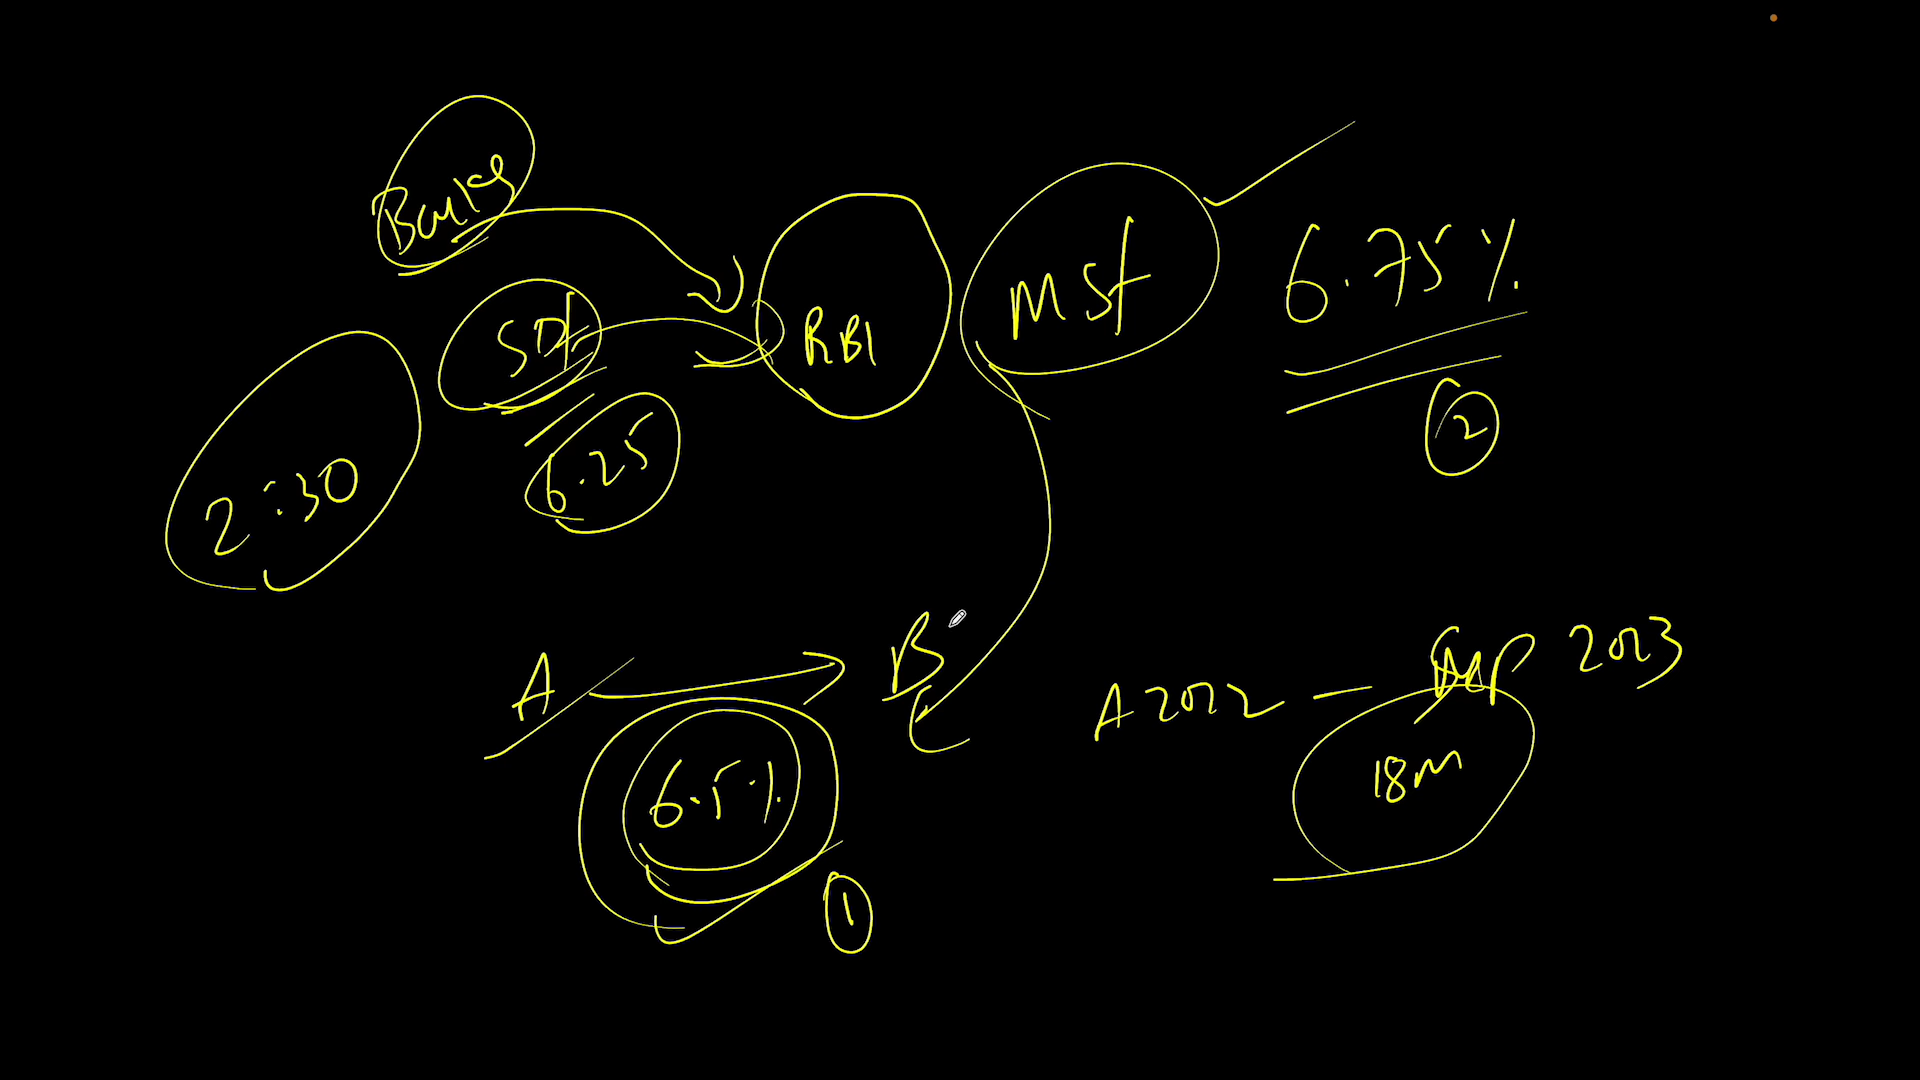 Banks
SDF
RBI
MSF
6.75%
6.25
2
2:30
A
B
A 2022 - Sep 2023
6.5%
18m
1